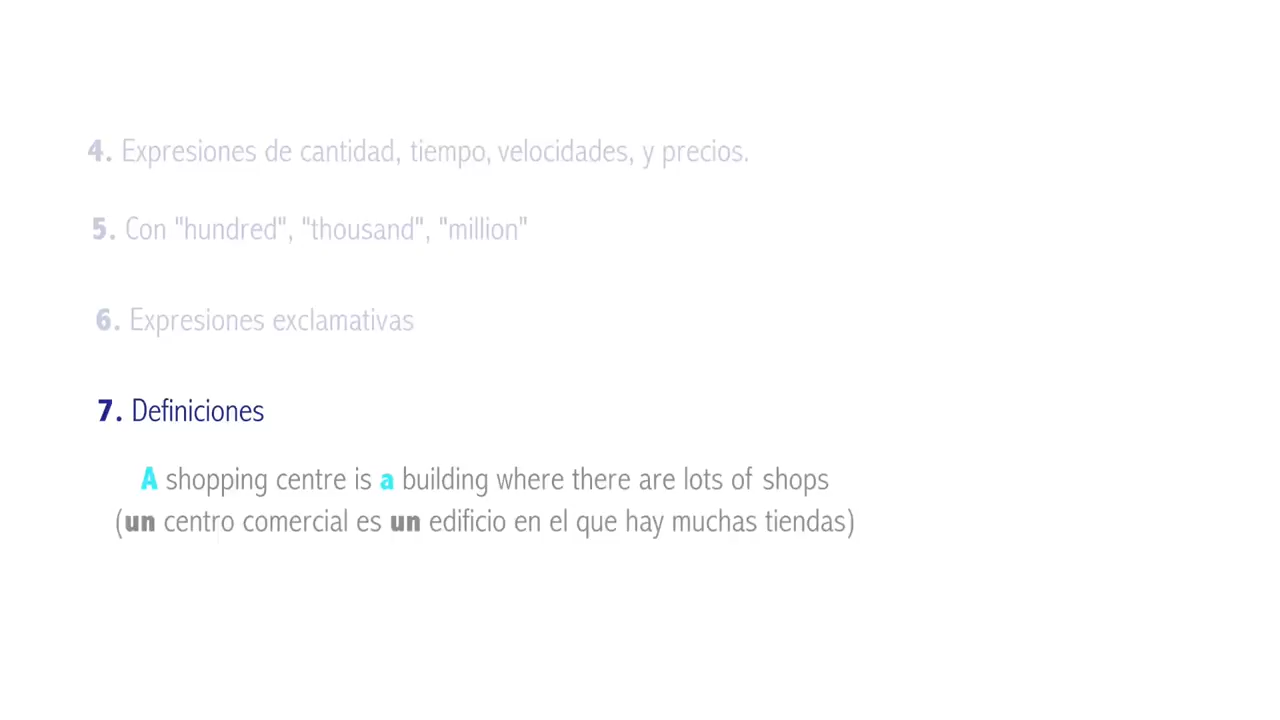 4. Expresiones de cantidad, tiempo, velocidades, y precios.
5. Con "hundred", "thousand", "million"
6. Expresiones exclamativas
7. Definiciones
A shopping centre is a building where there are lots of shops
(un centro comercial es un edificio en el que hay muchas tiendas)